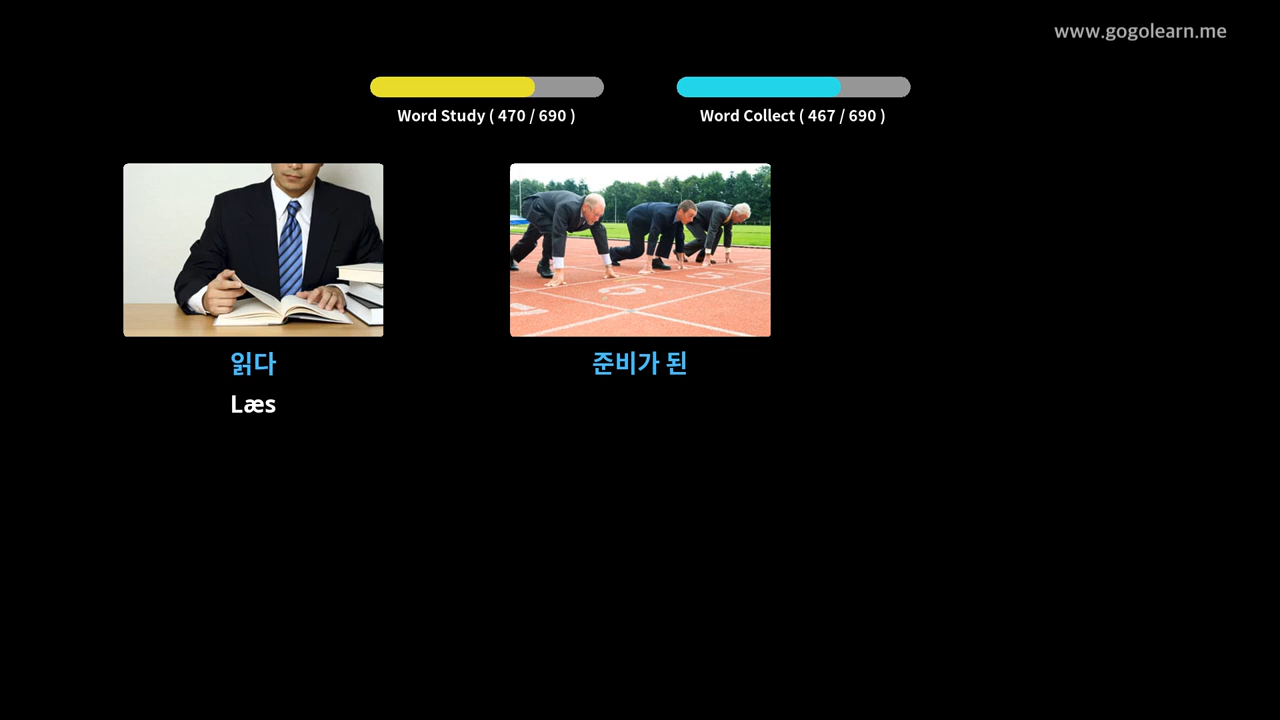 www.gogolearn.me
Word Study ( 470 / 690 )
Word Collect ( 467 / 690 )
읽다
준비가 된
Læs